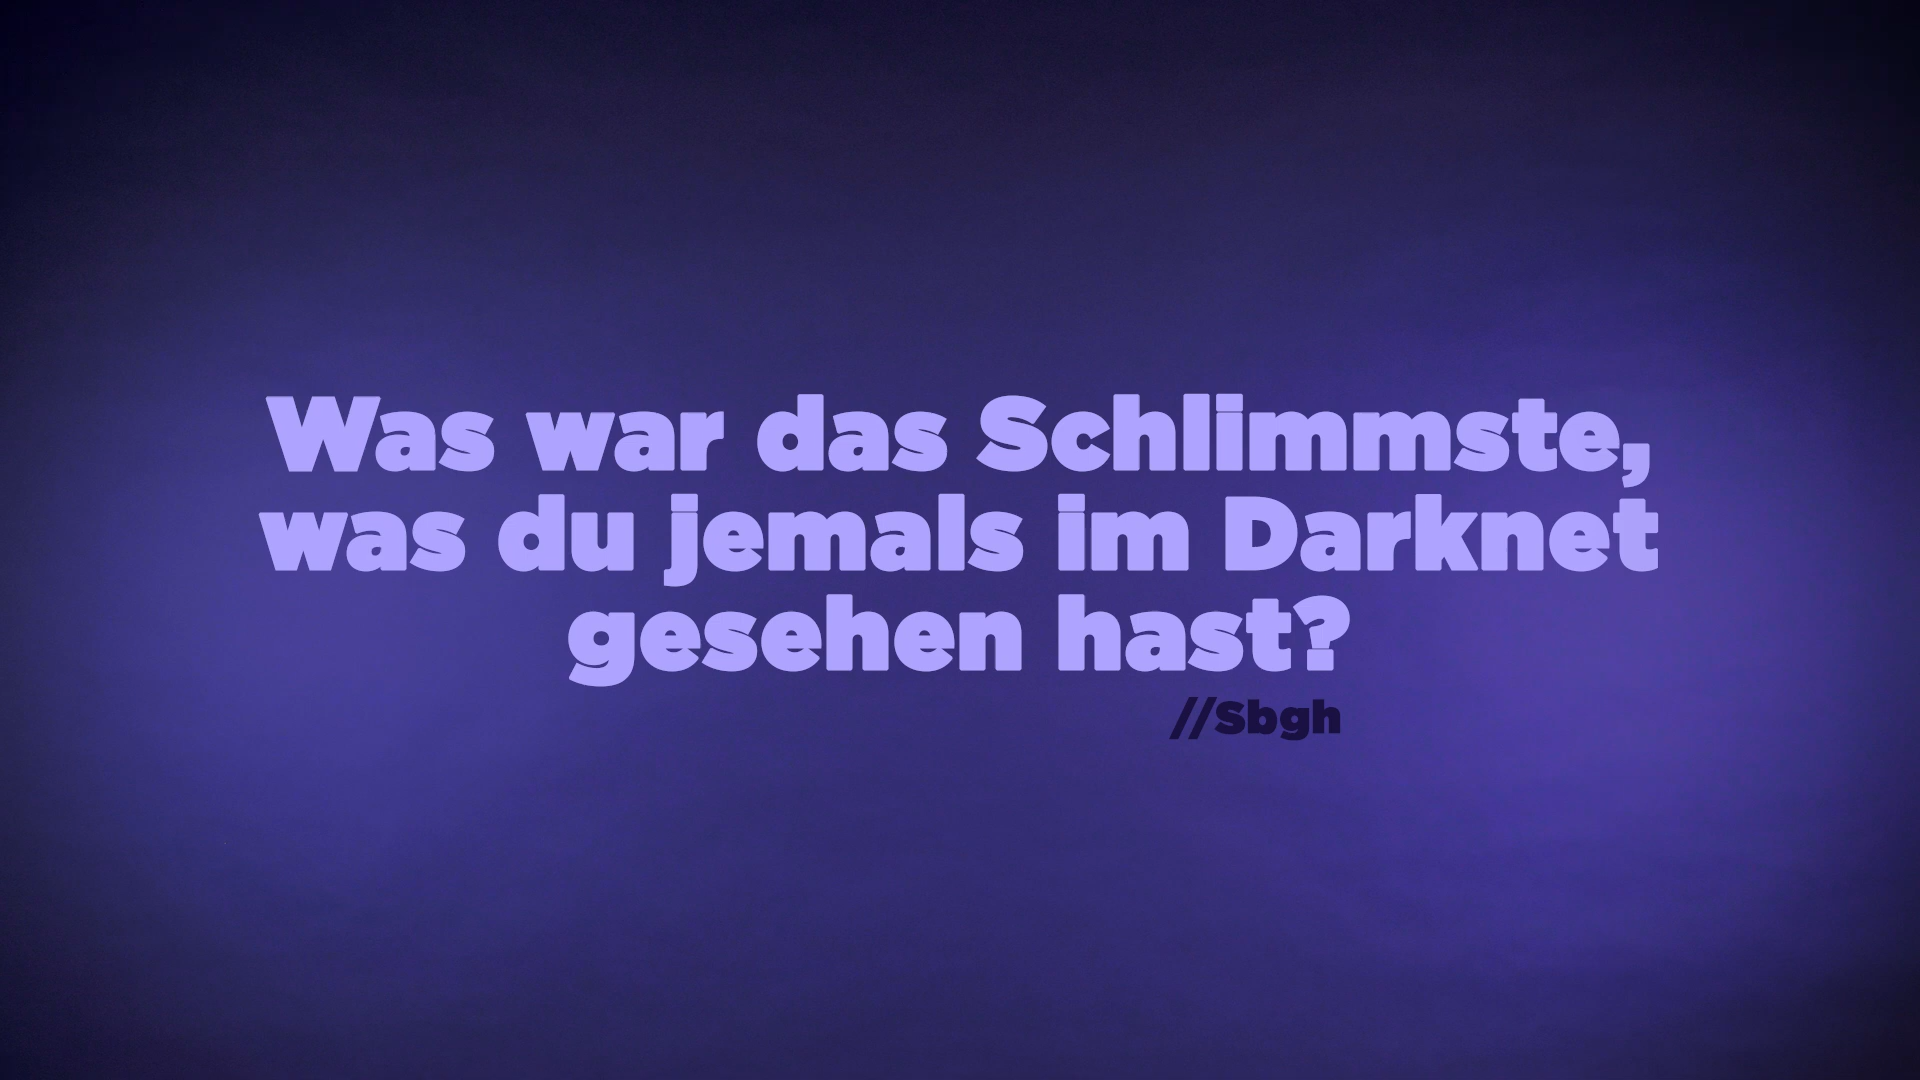 Was war das Schlimmste,
was du jemals im Darknet
gesehen hast?
//Sbgh